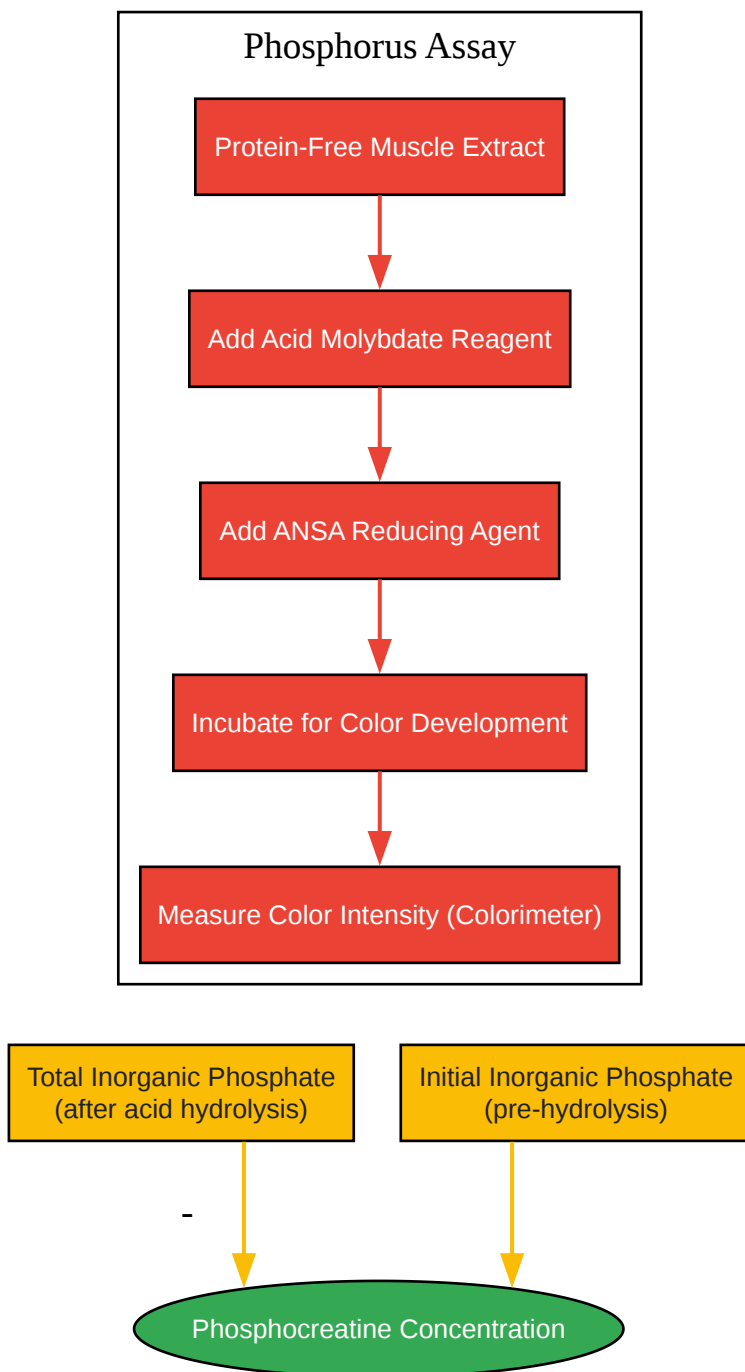 Phosphorus Assay
Protein-Free Muscle Extract
Add Acid Molybdate Reagent
Add ANSA Reducing Agent
Incubate for Color Development
Measure Color Intensity (Colorimeter)
Total Inorganic Phosphate
(after acid hydrolysis)
Initial Inorganic Phosphate
(pre-hydrolysis)
-
Phosphocreatine Concentration